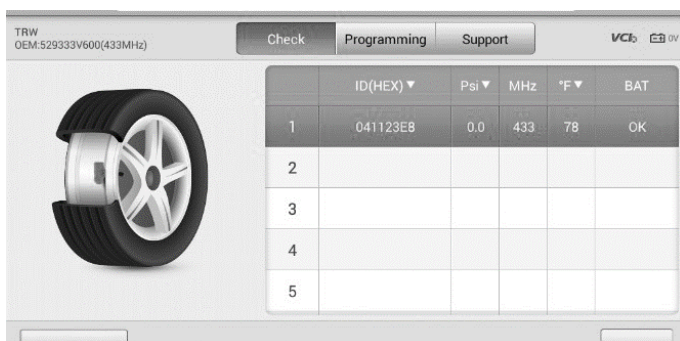 TRW
OEM:529333V600(433MHz)
Check Programming Support VCI 0V
ID(HEX)▼ Psi▼ MHz °F▼ BAT
1 041123E8 0.0 433 78 OK
2
3
4
5